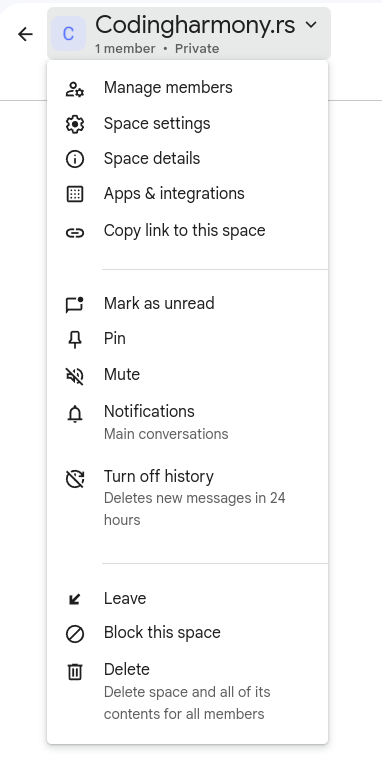 C
Codingharmony.rs
1 member • Private
Manage members
Space settings
Space details
Apps & integrations
Copy link to this space
Mark as unread
Pin
Mute
Notifications
Main conversations
Turn off history
Deletes new messages in 24
hours
Leave
Block this space
Delete
Delete space and all of its
contents for all members